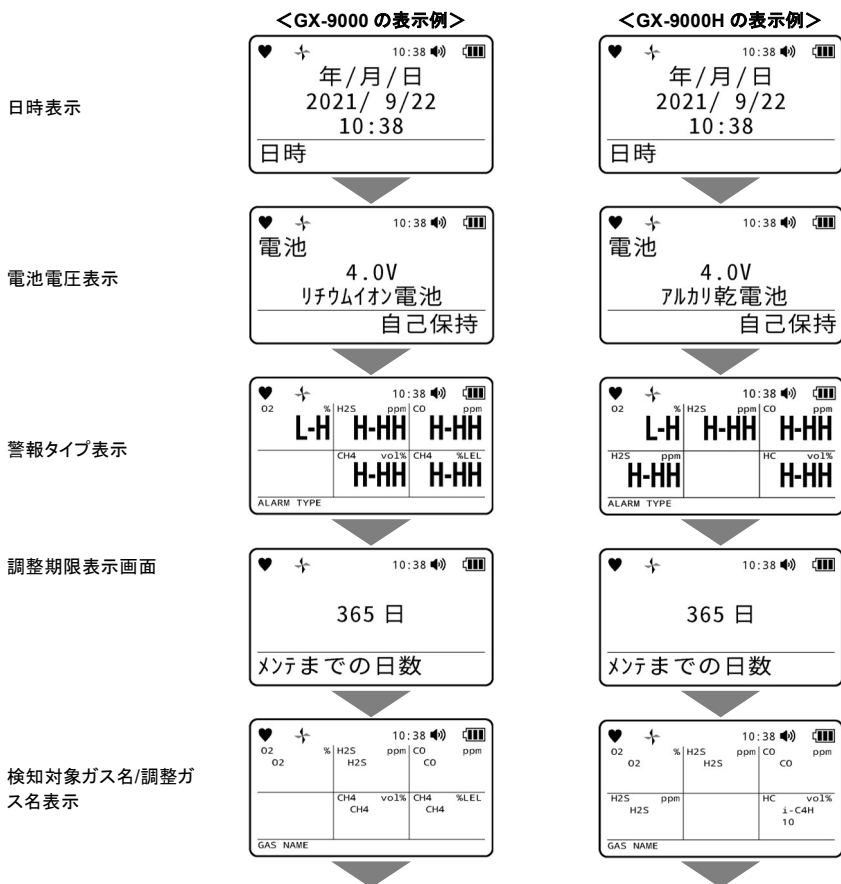 <GX-9000 の表示例>
<GX-9000H の表示例>
日時表示
10:38
年/月/日
2021/ 9/22
10:38
日時
10:38
年/月/日
2021/ 9/22
10:38
日時
電池電圧表示
10:38
電池
4.0V
リチウムイオン電池
自己保持
10:38
電池
4.0V
アルカリ乾電池
自己保持
警報タイプ表示
10:38
O2 % H2S ppm CO ppm
L-H H-HH H-HH
CH4 vol% CH4 %LEL
H-HH H-HH
ALARM TYPE
10:38
O2 % H2S ppm CO ppm
L-H H-HH H-HH
H2S ppm HC vol%
H-HH H-HH
ALARM TYPE
調整期限表示画面
10:38
365 日
メンテまでの日数
10:38
365 日
メンテまでの日数
検知対象ガス名/調整ガ
ス名表示
10:38
O2 % H2S ppm CO ppm
O2 H2S CO
CH4 vol% CH4 %LEL
CH4 CH4
GAS NAME
10:38
O2 % H2S ppm CO ppm
O2 H2S CO
H2S ppm HC vol%
H2S i-C4H
10
GAS NAME